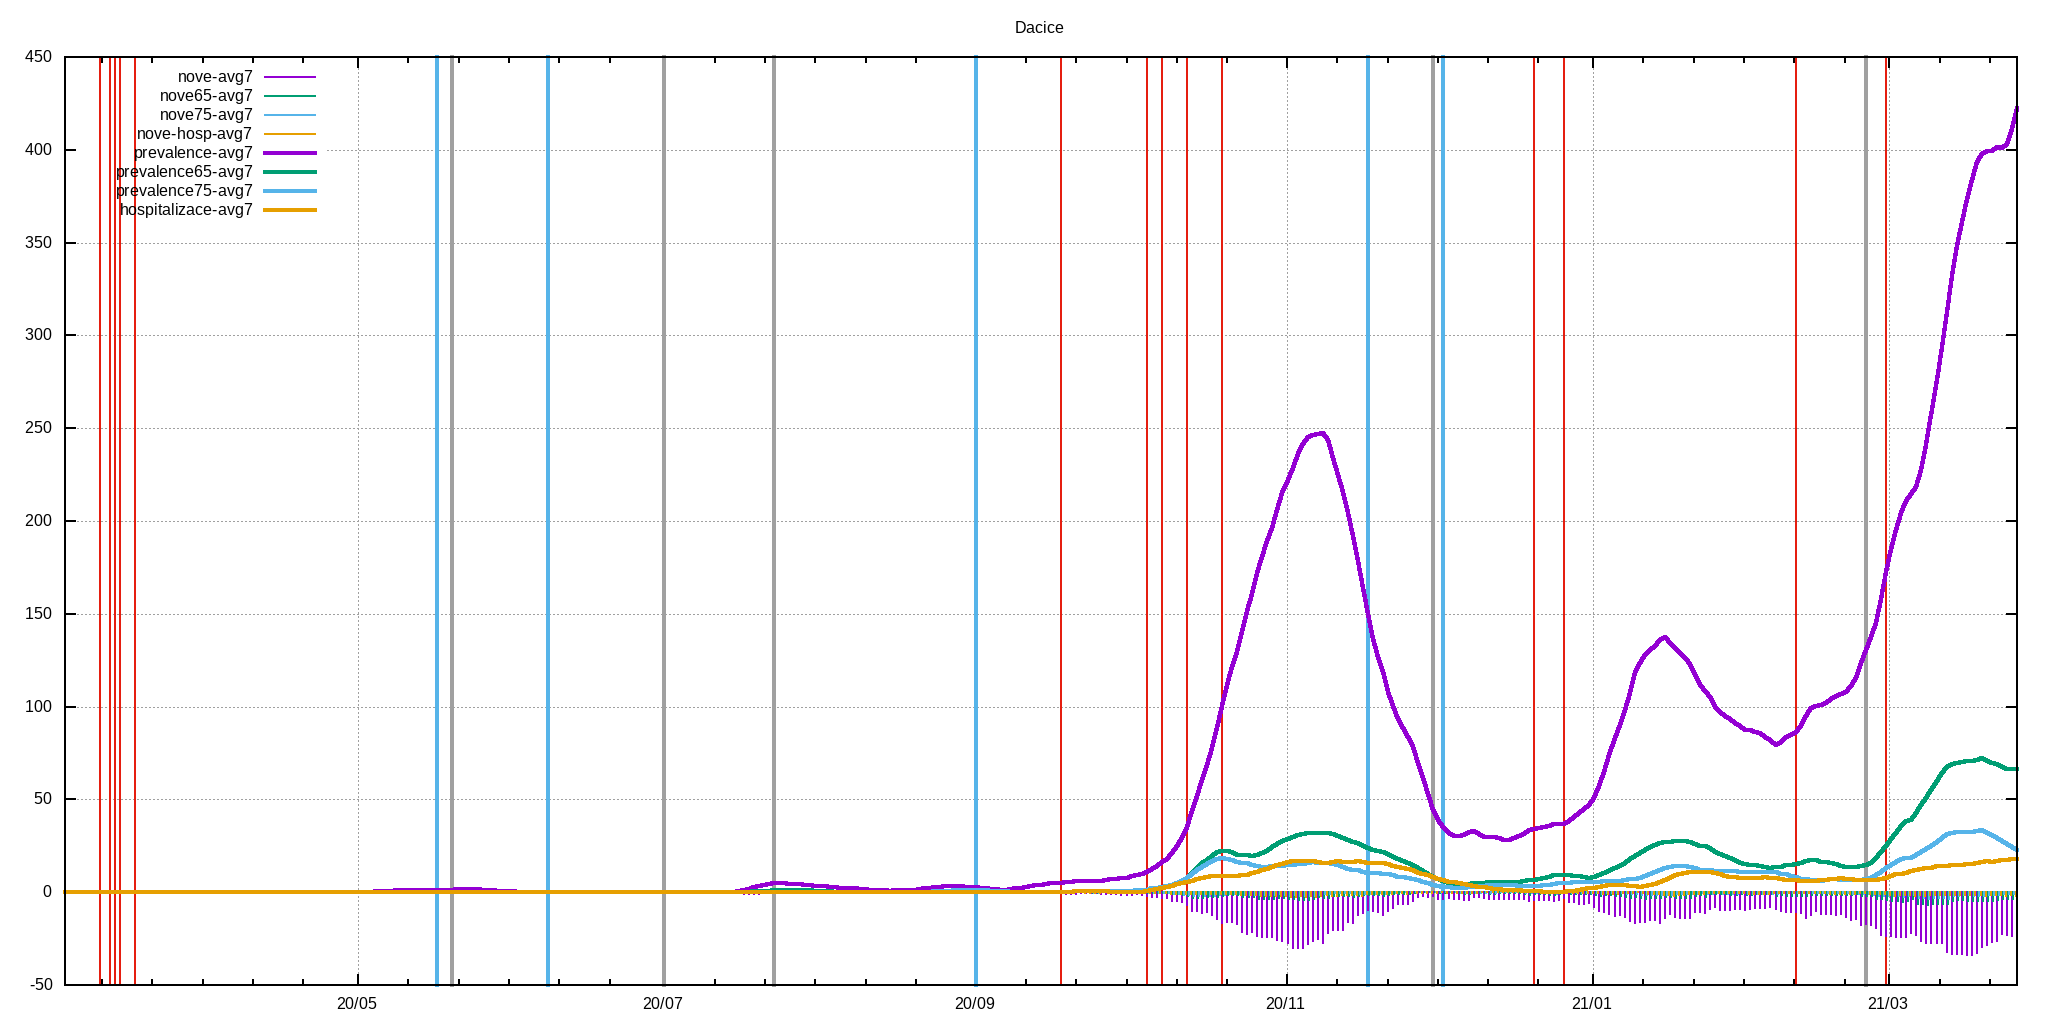 Dacice
450
400
350
300
250
200
150
100
50
0
-50
nove-avg7
nove65-avg7
nove75-avg7
nove-hosp-avg7
prevalence-avg7
prevalence65-avg7
prevalence75-avg7
hospitalizace-avg7
20/05 20/07 20/09 20/11 21/01 21/03